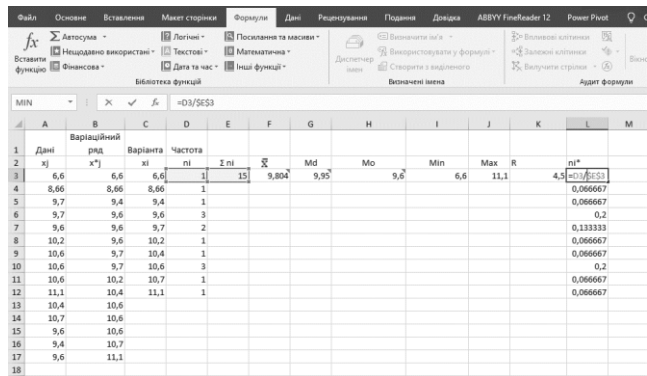 Файл Основне Вставлення Макет сторінки Формули Дані Рецензування Подання Довідка ABBYY FineReader 12 Power Pivot
fx Автосума Логічні Посилання та масиви Визначити ім'я Впливові клітинки
Вставити Нещодавно використані Текстові Математична Диспетчер Використовувати у формулі Залежні клітинки
функцію Фінансова Дата та час Інші функції імен Створити з виділеного Вилучити стрілки Вікно
Бібліотека функцій Визначені імена Аудит формули
MIN fx =D3/$E$3
A B C D E F G H I J K L M
Варіаційний
1 Дані ряд Варіанта Частота
2 xj x*j xi ni Σ ni x̅ Md Mo Min Max R ni*
3 6,6 6,6 6,6 1 15 9,804 9,95 9,6 6,6 11,1 4,5 =D3/$E$3
4 8,66 8,66 8,66 1 0,066667
5 9,7 9,4 9,4 1 0,066667
6 9,7 9,6 9,6 3 0,2
7 9,6 9,6 9,7 2 0,133333
8 10,2 9,6 10,2 1 0,066667
9 10,6 9,7 10,4 1 0,066667
10 10,6 9,7 10,6 3 0,2
11 10,6 10,2 10,7 1 0,066667
12 11,1 10,4 11,1 1 0,066667
13 10,4 10,6
14 10,7 10,6
15 9,6 10,6
16 9,4 10,7
17 9,6 11,1
18